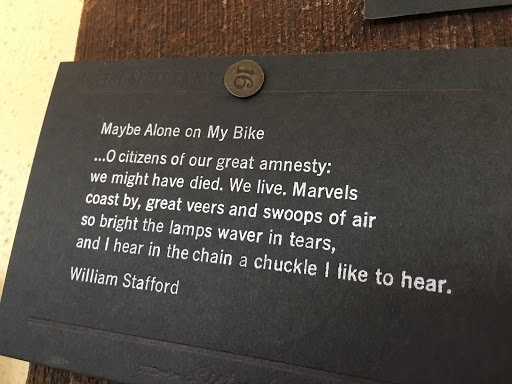 16
Maybe Alone on My Bike
...O citizens of our great amnesty:
we might have died. We live. Marvels
coast by, great veers and swoops of air
so bright the lamps waver in tears,
and I hear in the chain a chuckle I like to hear.
William Stafford